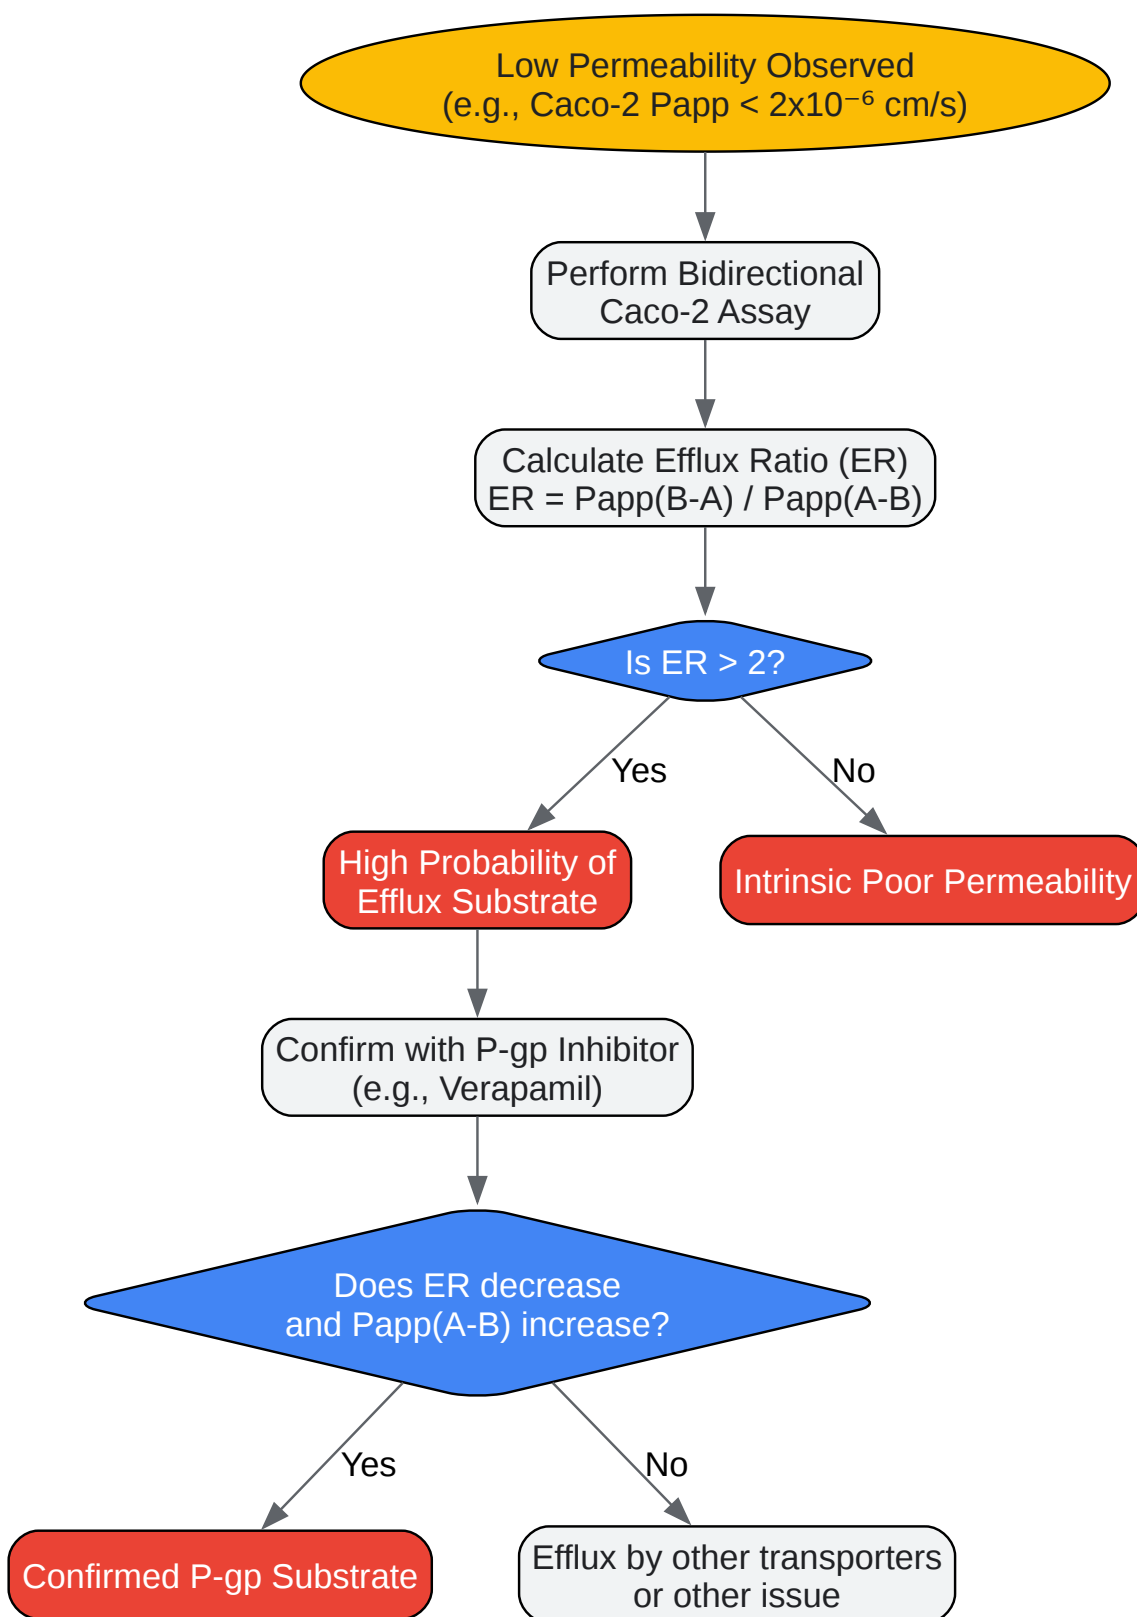 Low Permeability Observed
(e.g., Caco-2 Papp < 2x10⁻⁶ cm/s)
Perform Bidirectional
Caco-2 Assay
Calculate Efflux Ratio (ER)
ER = Papp(B-A) / Papp(A-B)
Is ER > 2?
Yes
No
High Probability of
Efflux Substrate
Intrinsic Poor Permeability
Confirm with P-gp Inhibitor
(e.g., Verapamil)
Does ER decrease
and Papp(A-B) increase?
Yes
No
Confirmed P-gp Substrate
Efflux by other transporters
or other issue